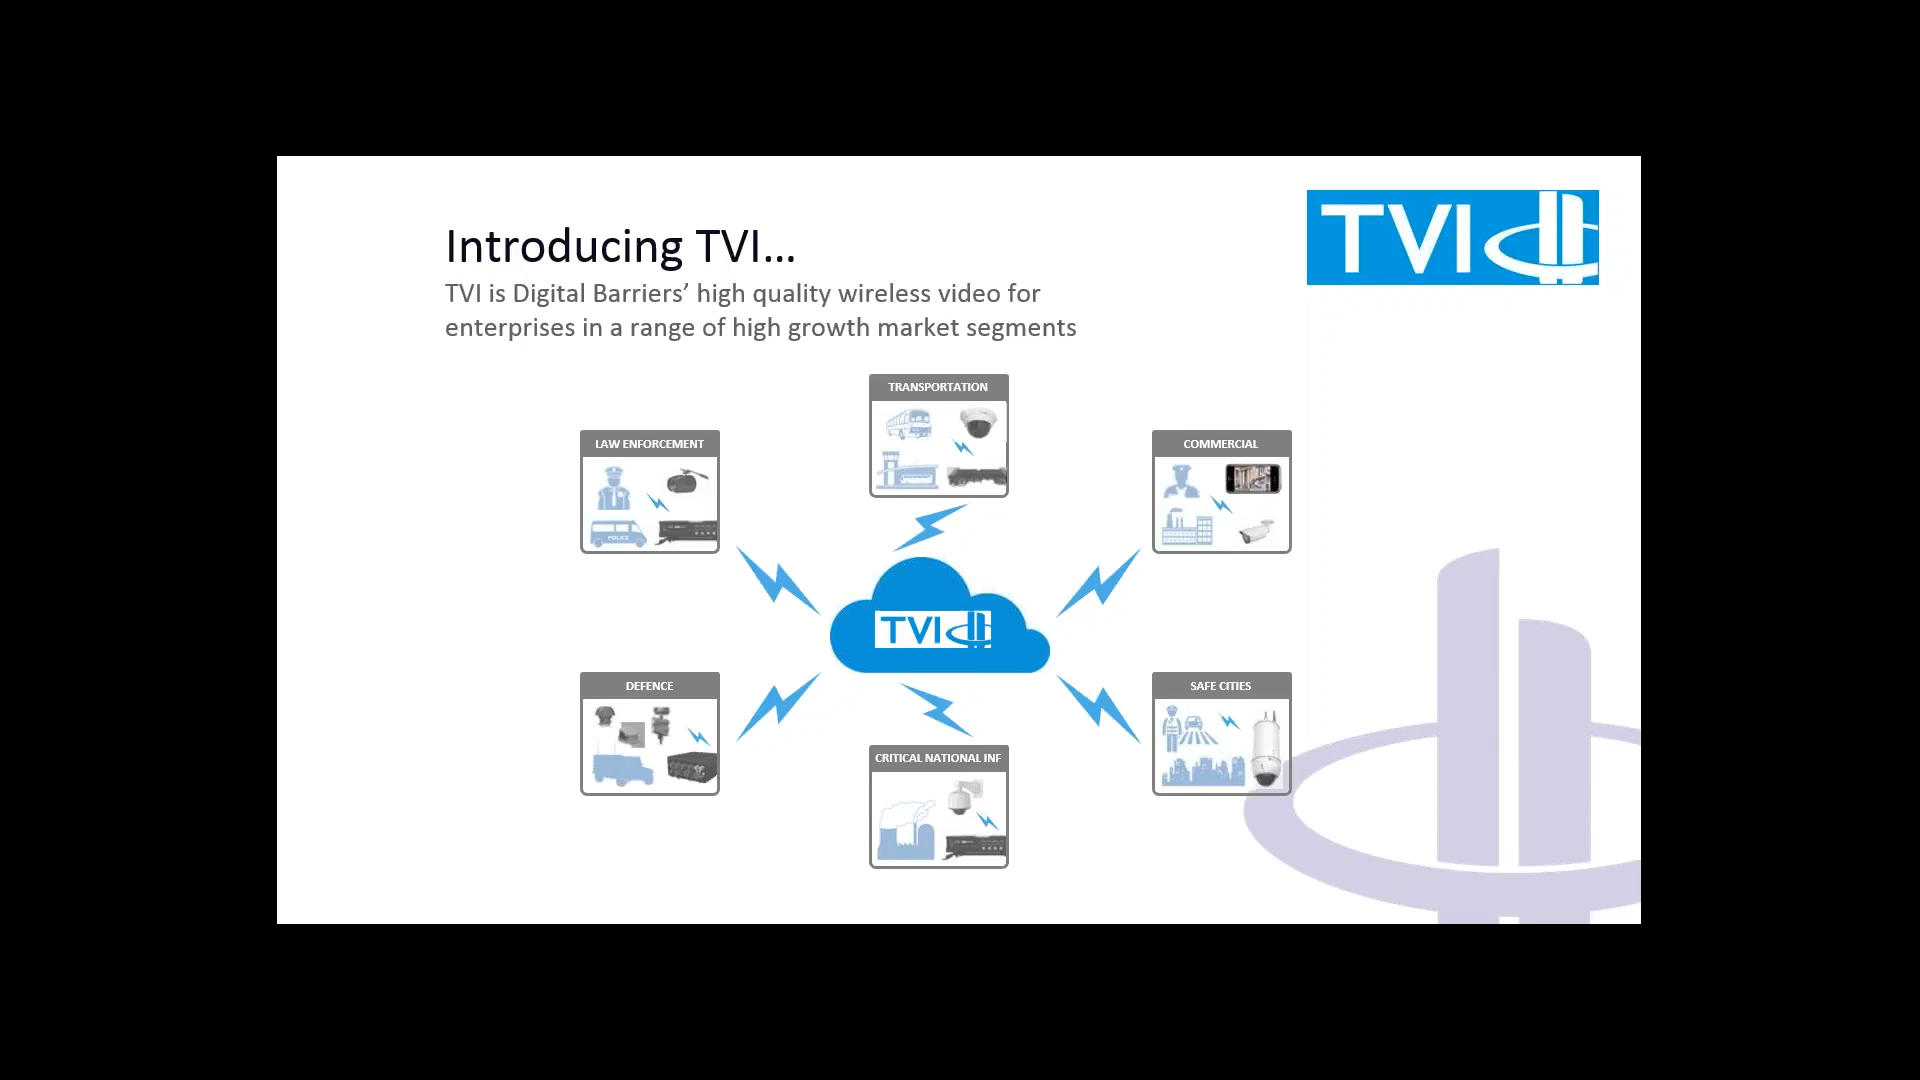 TVI
Introducing TVI...
TVI is Digital Barriers’ high quality wireless video for
enterprises in a range of high growth market segments
TRANSPORTATION
LAW ENFORCEMENT
COMMERCIAL
POLICE
TVI
DEFENCE
SAFE CITIES
CRITICAL NATIONAL INF